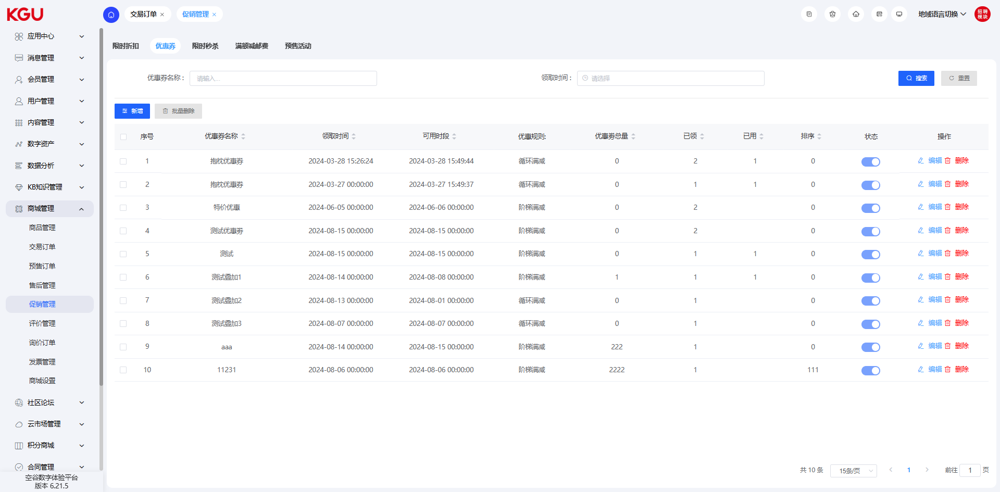 KGU
交易订单 ×
促销管理 ×
地域语言切换
招聘
模块
应用中心
消息管理
会员管理
用户管理
内容管理
数字资产
数据分析
KB知识管理
商城管理
商品管理
交易订单
预售订单
售后管理
促销管理
评价管理
询价订单
发票管理
商城设置
社区论坛
云市场管理
积分商城
合同管理
空谷数字体验平台
版本 6.21.5
限时折扣 优惠券 限时秒杀 满额减邮费 预售活动
优惠券名称： 请输入... 领取时间： 请选择 搜索 重置
新增 批量删除
序号 优惠券名称 领取时间 可用时段 优惠规则: 优惠券总量 已领 已用 排序 状态 操作
1 抱枕优惠券 2024-03-28 15:26:24 2024-03-28 15:49:44 循环满减 0 2 1 0 编辑 删除
2 抱枕优惠券 2024-03-27 00:00:00 2024-03-27 15:49:37 循环满减 0 1 1 0 编辑 删除
3 特价优惠 2024-06-05 00:00:00 2024-06-06 00:00:00 阶梯满减 0 2 0 编辑 删除
4 测试优惠券 2024-08-15 00:00:00 2024-08-15 00:00:00 阶梯满减 0 2 0 编辑 删除
5 测试 2024-08-15 00:00:00 2024-08-15 00:00:00 阶梯满减 0 1 1 0 编辑 删除
6 测试叠加1 2024-08-14 00:00:00 2024-08-08 00:00:00 阶梯满减 1 1 1 0 编辑 删除
7 测试叠加2 2024-08-13 00:00:00 2024-08-01 00:00:00 循环满减 0 1 0 编辑 删除
8 测试叠加3 2024-08-07 00:00:00 2024-08-07 00:00:00 循环满减 0 1 0 编辑 删除
9 aaa 2024-08-14 00:00:00 2024-08-15 00:00:00 阶梯满减 222 1 0 编辑 删除
10 11231 2024-08-06 00:00:00 2024-08-06 00:00:00 阶梯满减 2222 1 111 编辑 删除
共 10 条 15条/页 1 前往 1 页